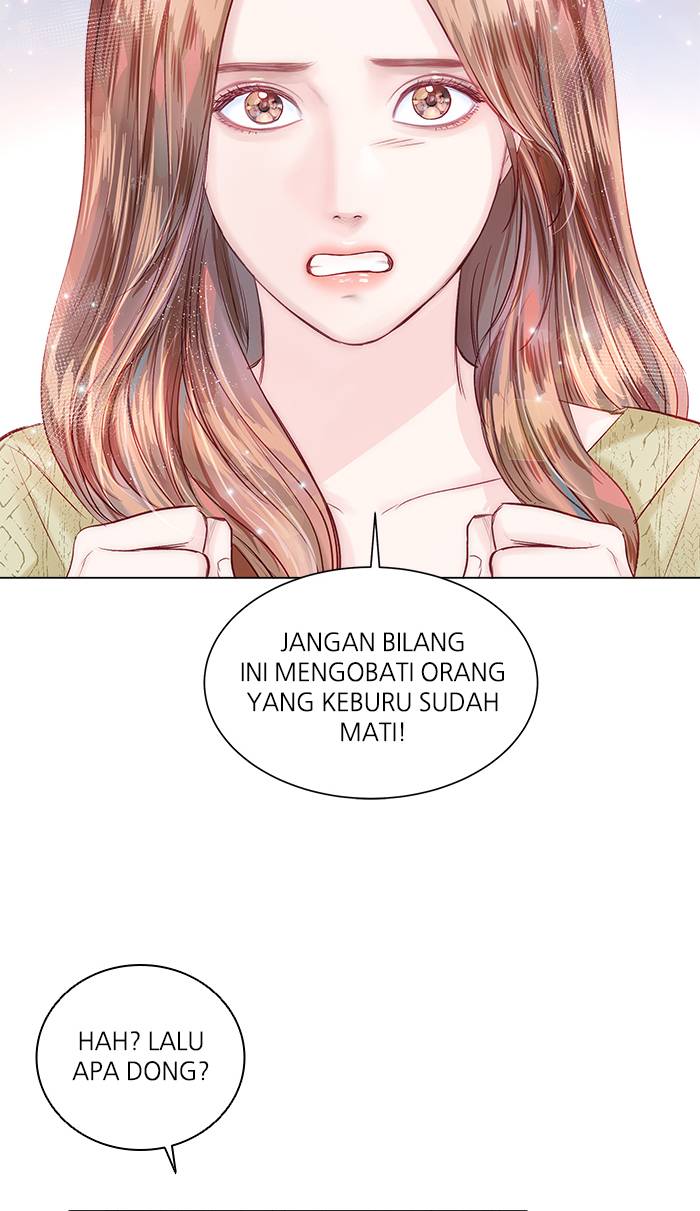 JANGAN BILANG
INI MENGOBATI ORANG
YANG KEBURU SUDAH
MATI!
HAH? LALU
APA DONG?